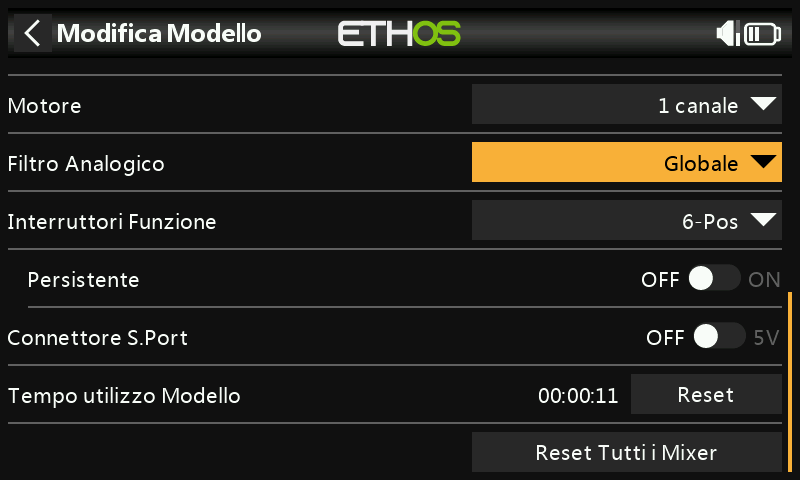 Modifica Modello ETHOS
Motore 1 canale
Filtro Analogico Globale
Interruttori Funzione 6-Pos
Persistente OFF ON
Connettore S.Port OFF 5V
Tempo utilizzo Modello 00:00:11 Reset
Reset Tutti i Mixer